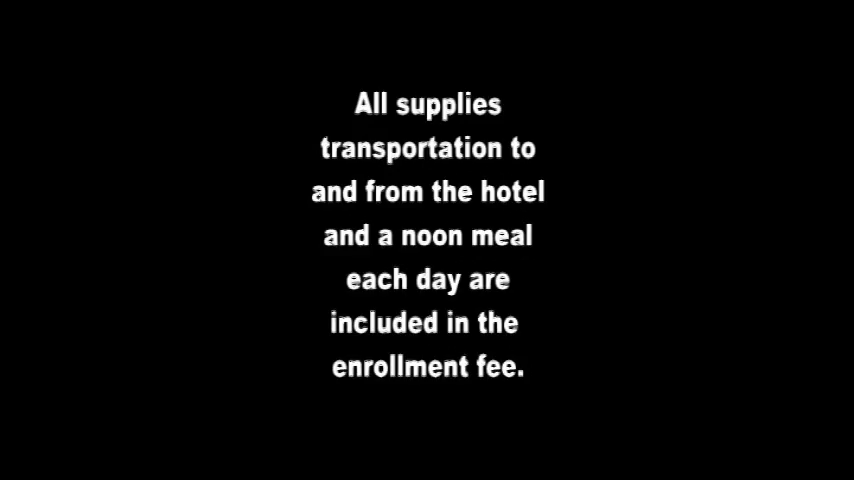 All supplies
transportation to
and from the hotel
and a noon meal
each day are
included in the
enrollment fee.